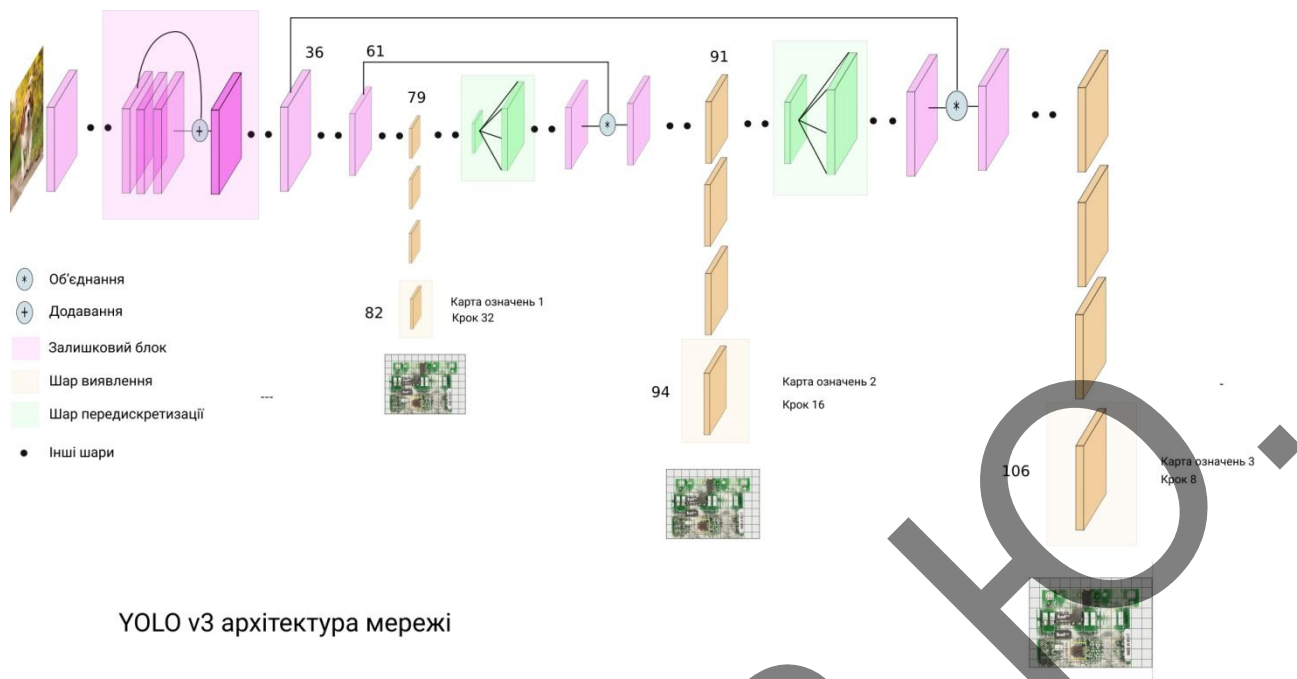 36
61
91
79
Об'єднання
Додавання
Залишковий блок
Шар виявлення
Шар передискретизації
Інші шари
---
82
Карта означень 1
Крок 32
94
Карта означень 2
Крок 16
-
106
Карта означень 3
Крок 8
YOLO v3 архітектура мережі